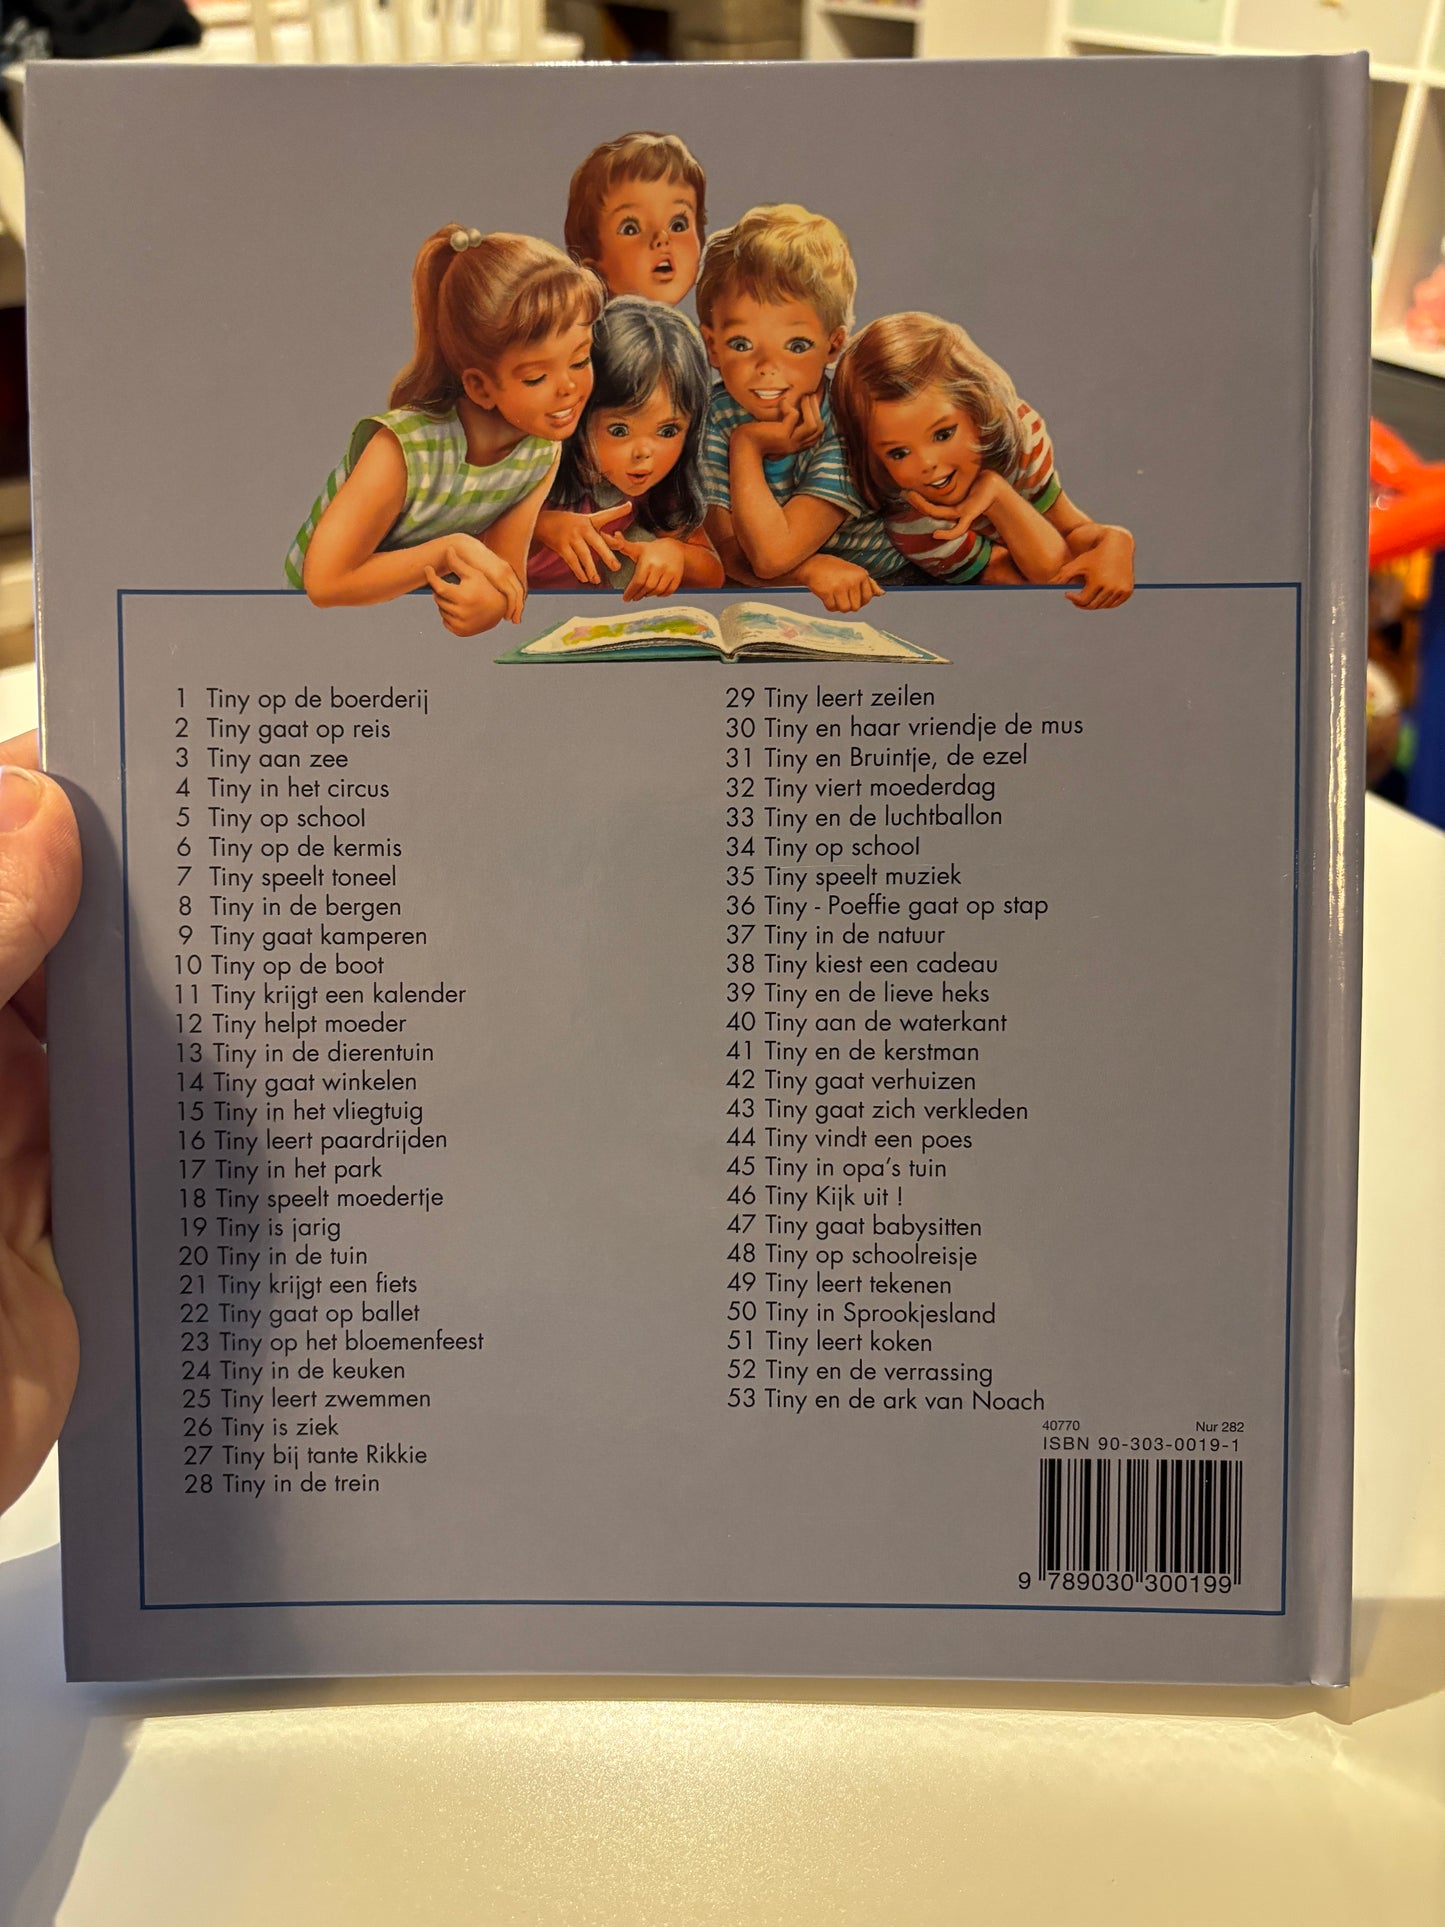 1 Tiny op de boerderij
2 Tiny gaat op reis
3 Tiny aan zee
4 Tiny in het circus
5 Tiny op school
6 Tiny op de kermis
7 Tiny speelt toneel
8 Tiny in de bergen
9 Tiny gaat kamperen
10 Tiny op de boot
11 Tiny krijgt een kalender
12 Tiny helpt moeder
13 Tiny in de dierentuin
14 Tiny gaat winkelen
15 Tiny in het vliegtuig
16 Tiny leert paardrijden
17 Tiny in het park
18 Tiny speelt moedertje
19 Tiny is jarig
20 Tiny in de tuin
21 Tiny krijgt een fiets
22 Tiny gaat op ballet
23 Tiny op het bloemenfeest
24 Tiny in de keuken
25 Tiny leert zwemmen
26 Tiny is ziek
27 Tiny bij tante Rikkie
28 Tiny in de trein
29 Tiny leert zeilen
30 Tiny en haar vriendje de mus
31 Tiny en Bruintje, de ezel
32 Tiny viert moederdag
33 Tiny en de luchtballon
34 Tiny op school
35 Tiny speelt muziek
36 Tiny - Poeffie gaat op stap
37 Tiny in de natuur
38 Tiny kiest een cadeau
39 Tiny en de lieve heks
40 Tiny aan de waterkant
41 Tiny en de kerstman
42 Tiny gaat verhuizen
43 Tiny gaat zich verkleden
44 Tiny vindt een poes
45 Tiny in opa's tuin
46 Tiny Kijk uit !
47 Tiny gaat babysitten
48 Tiny op schoolreisje
49 Tiny leert tekenen
50 Tiny in Sprookjesland
51 Tiny leert koken
52 Tiny en de verrassing
53 Tiny en de ark van Noach
40770 Nur 282
ISBN 90-303-0019-1
9 789030 300199